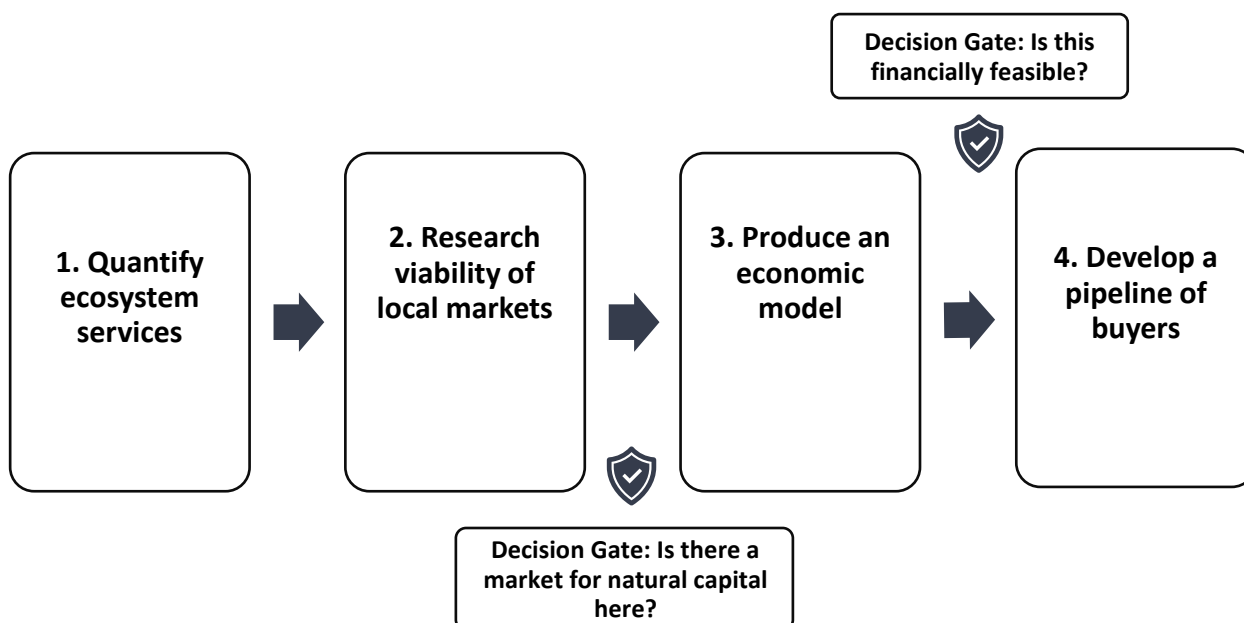 Decision Gate: Is this
financially feasible?
1. Quantify
ecosystem
services
2. Research
viability of
local markets
3. Produce an
economic
model
4. Develop a
pipeline of
buyers
Decision Gate: Is there a
market for natural capital
here?